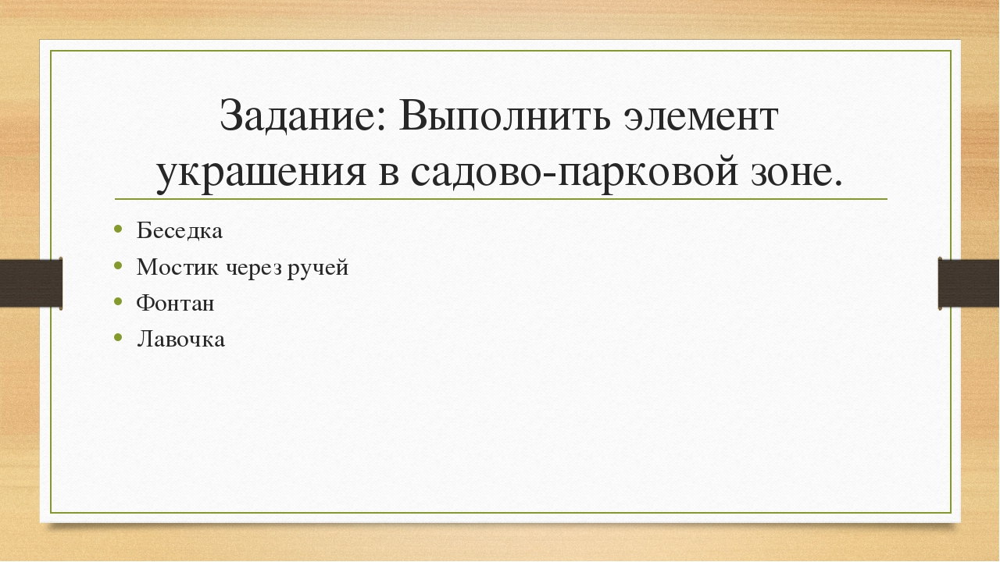 Задание: Выполнить элемент
украшения в садово-парковой зоне.
• Беседка
• Мостик через ручей
• Фонтан
• Лавочка